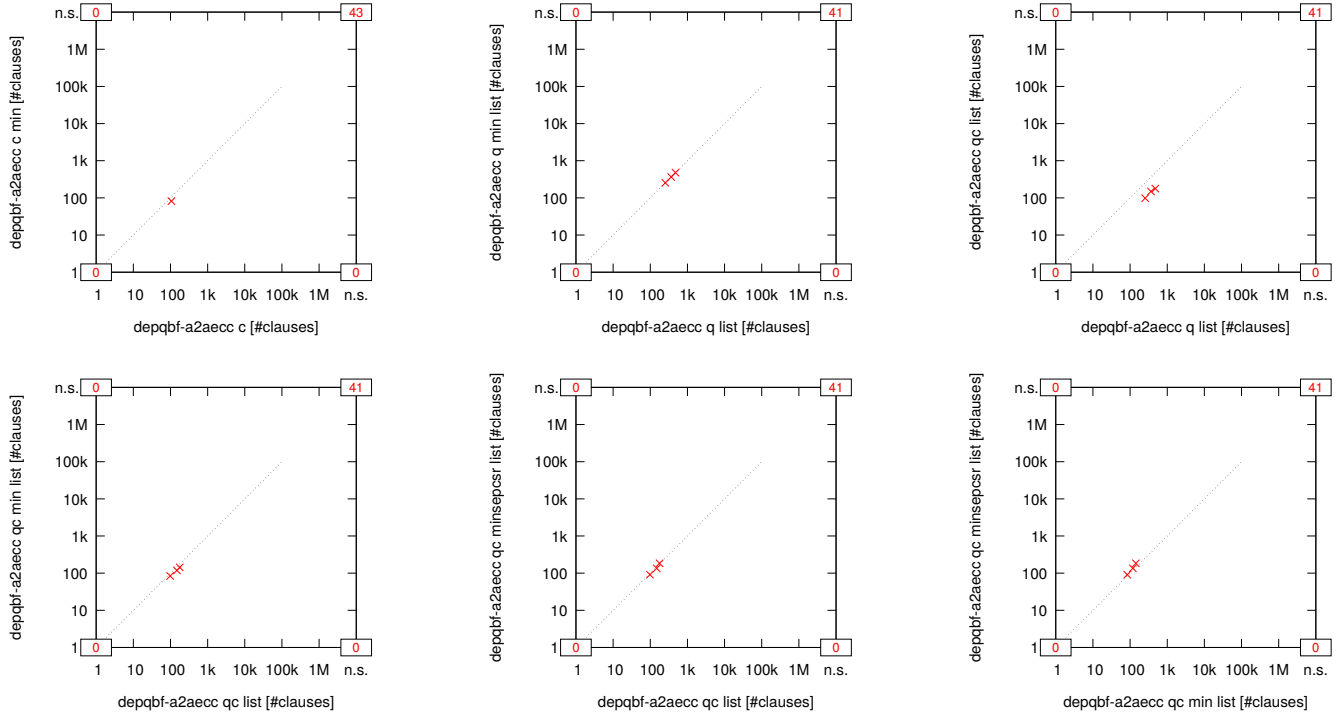 n.s. 0 43
1M
100k
10k
1k
100
10
1 0 0
1 10 100 1k 10k 100k 1M n.s.
depqbf-a2aecc c min [#clauses]
depqbf-a2aecc c [#clauses]
n.s. 0 41
1M
100k
10k
1k
100
10
1 0 0
1 10 100 1k 10k 100k 1M n.s.
depqbf-a2aecc q min list [#clauses]
depqbf-a2aecc q list [#clauses]
n.s. 0 41
1M
100k
10k
1k
100
10
1 0 0
1 10 100 1k 10k 100k 1M n.s.
depqbf-a2aecc qc list [#clauses]
depqbf-a2aecc q list [#clauses]
n.s. 0 41
1M
100k
10k
1k
100
10
1 0 0
1 10 100 1k 10k 100k 1M n.s.
depqbf-a2aecc qc min list [#clauses]
depqbf-a2aecc qc list [#clauses]
n.s. 0 41
1M
100k
10k
1k
100
10
1 0 0
1 10 100 1k 10k 100k 1M n.s.
depqbf-a2aecc qc minsepcsr list [#clauses]
depqbf-a2aecc qc list [#clauses]
n.s. 0 41
1M
100k
10k
1k
100
10
1 0 0
1 10 100 1k 10k 100k 1M n.s.
depqbf-a2aecc qc minsepcsr list [#clauses]
depqbf-a2aecc qc min list [#clauses]